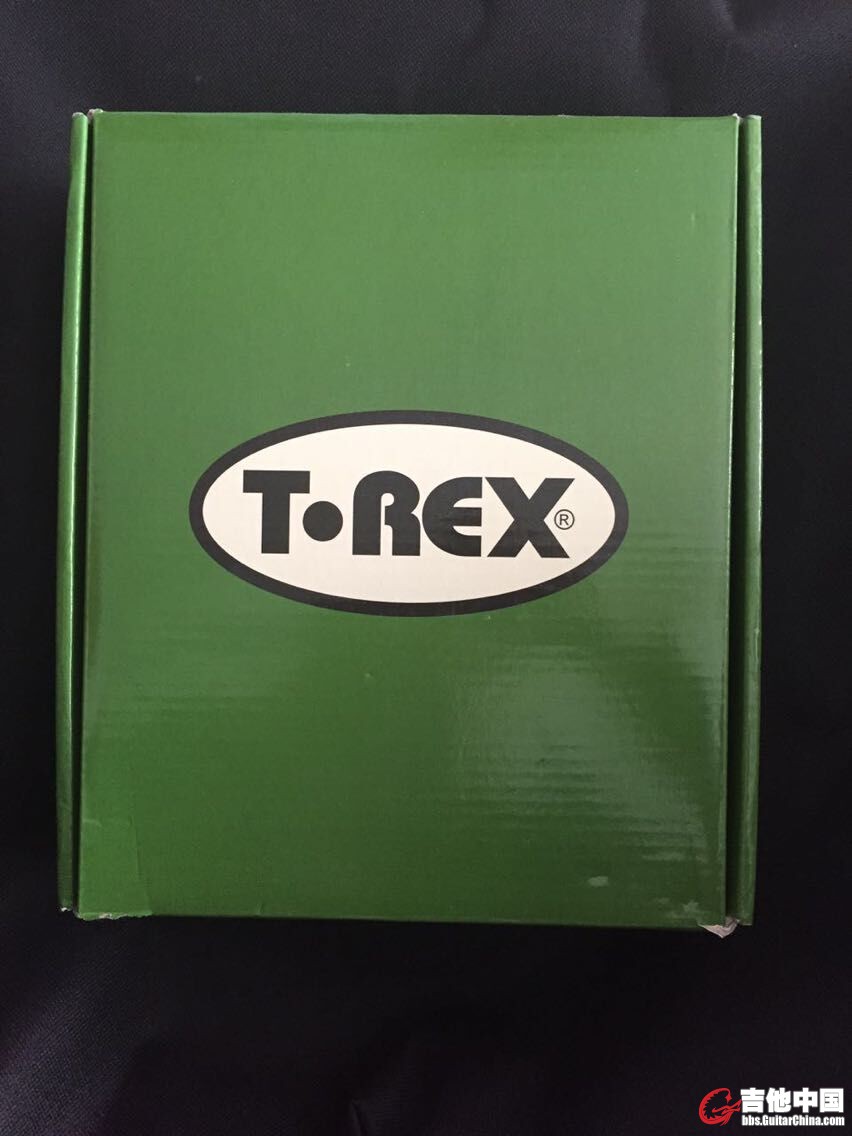 T•REX®
吉他中国
bbs.GuitarChina.com